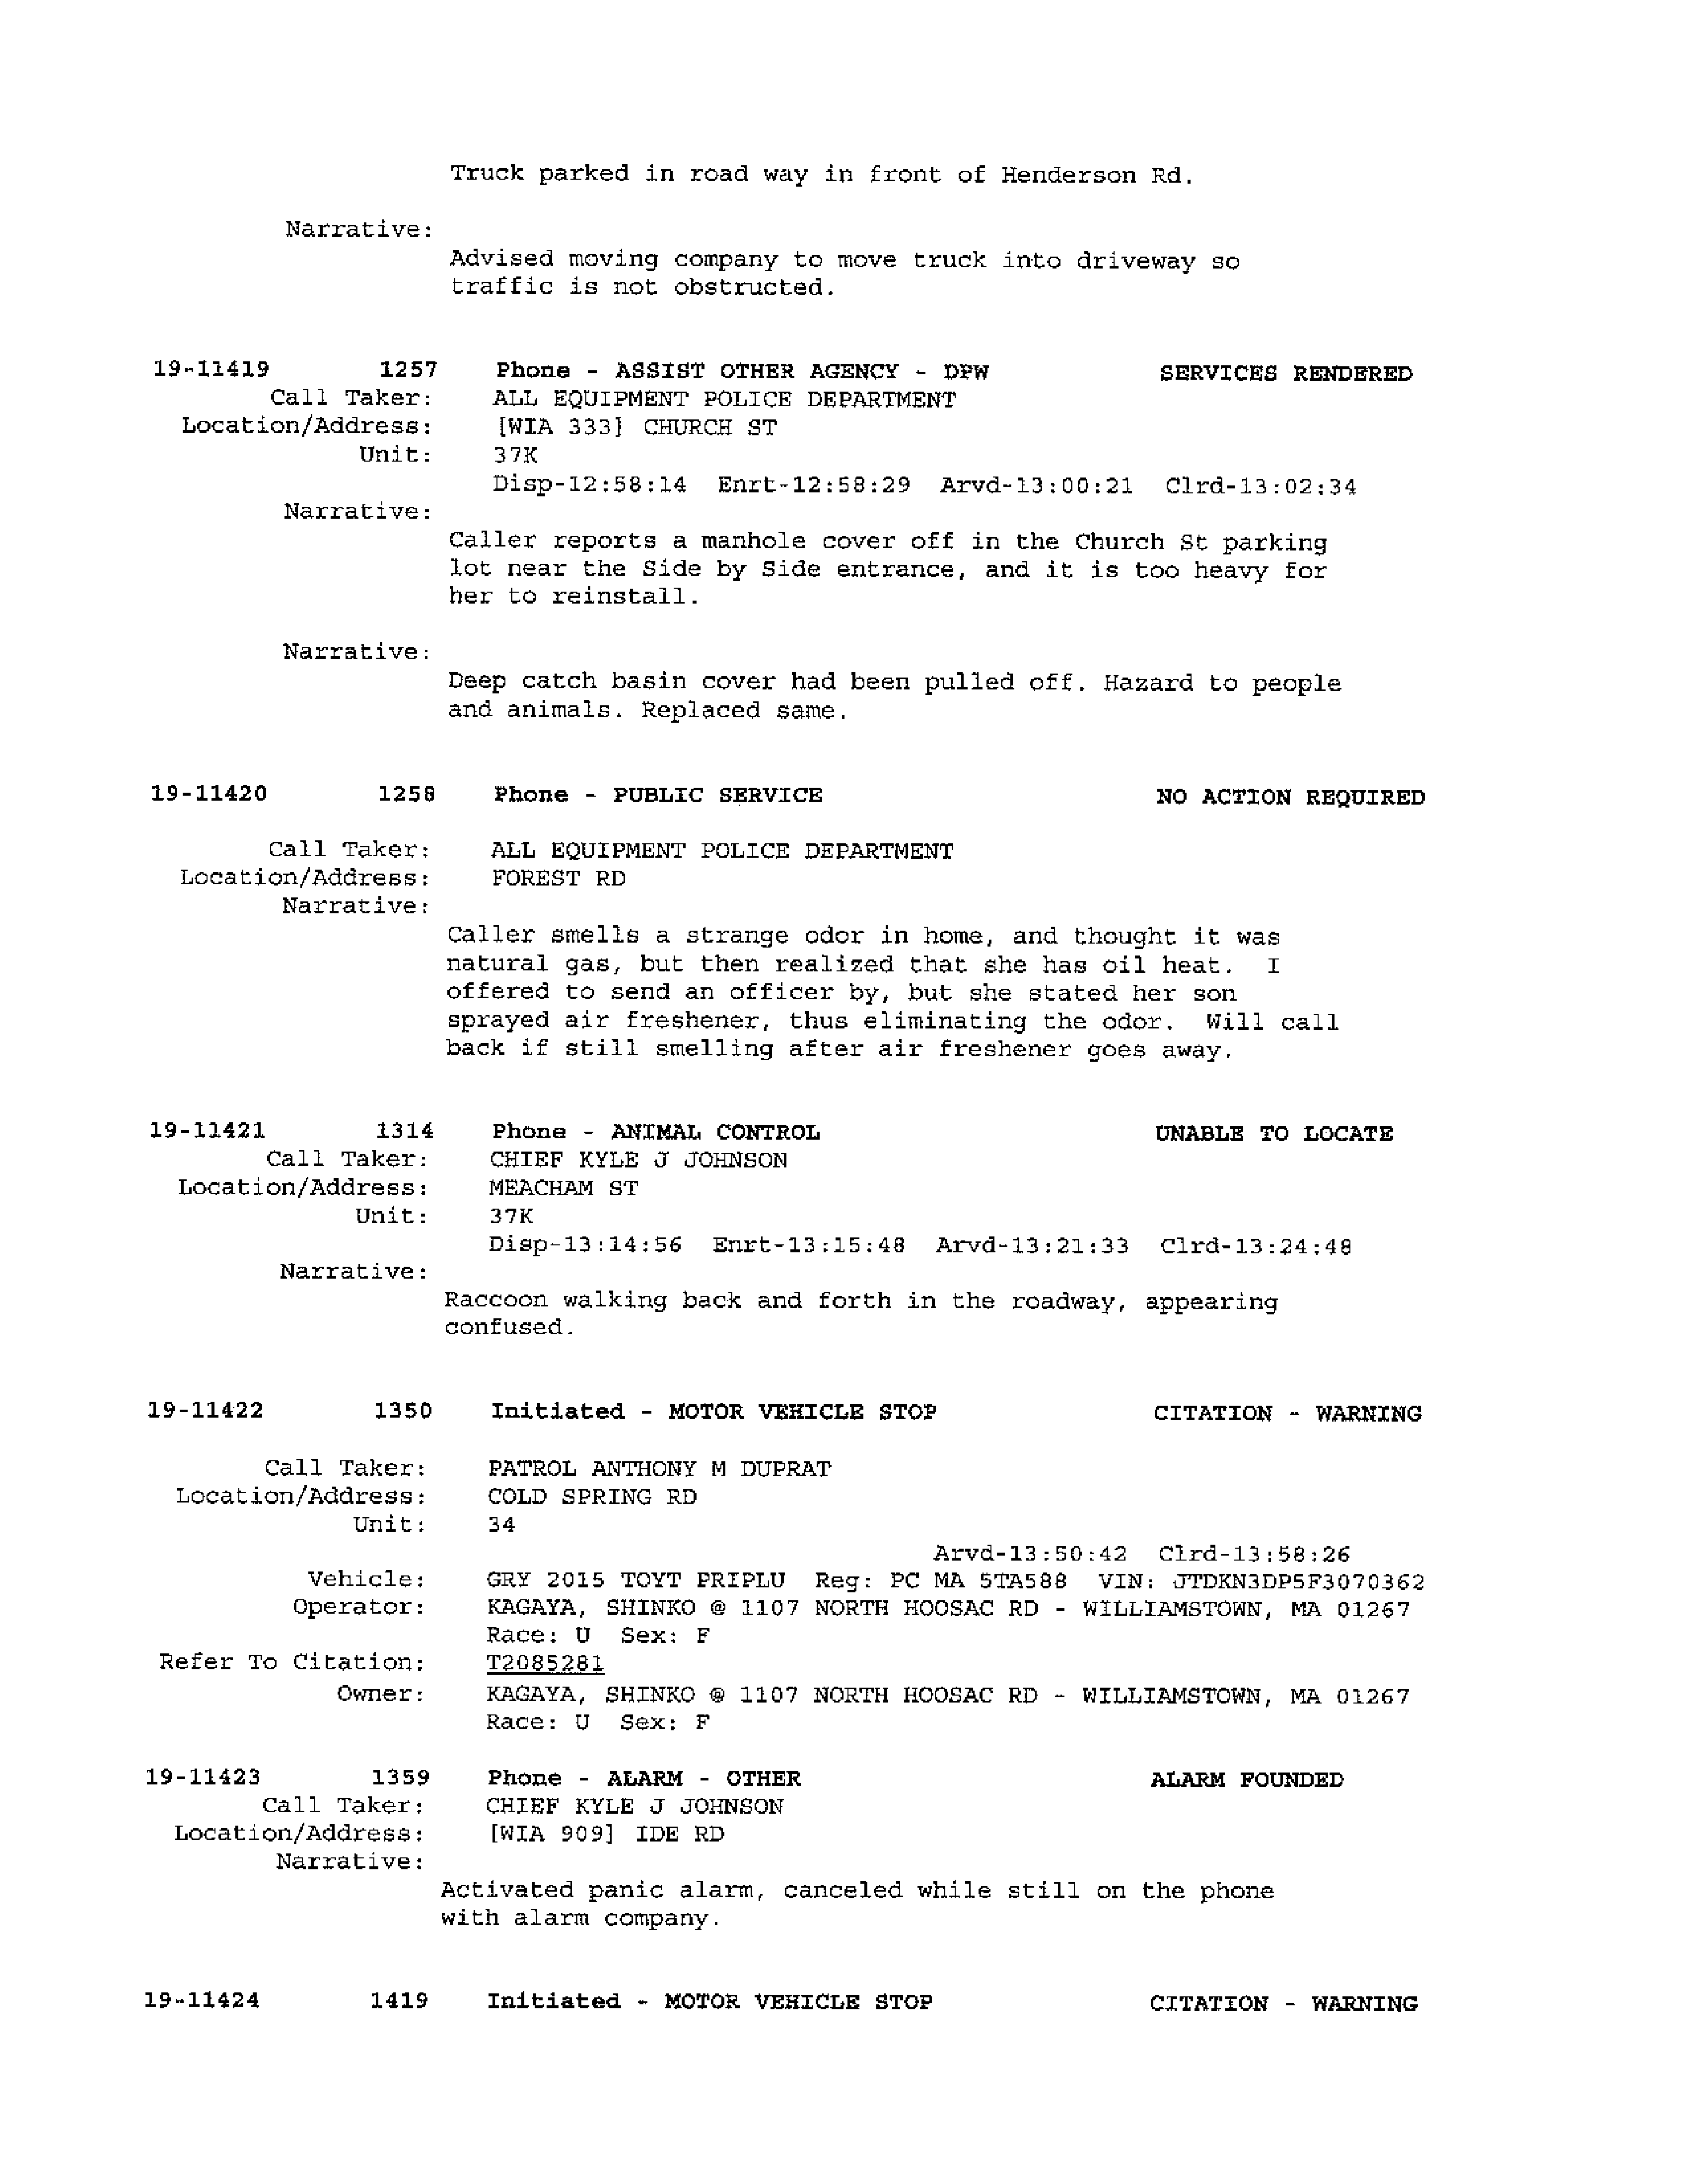 Truck parked in road way in front of Henderson Rd.
Narrative:
Advised moving company to move truck into driveway so
traffic is not obstructed.
19-11419 1257 Phone - ASSIST OTHER AGENCY - DPW SERVICES RENDERED
Call Taker: ALL EQUIPMENT POLICE DEPARTMENT
Location/Address: [WIA 333] CHURCH ST
Unit: 37K
Disp-12:58:14 Enrt-12:58:29 Arvd-13:00:21 Clrd-13:02:34
Narrative:
Caller reports a manhole cover off in the Church St parking
lot near the Side by Side entrance, and it is too heavy for
her to reinstall.
Narrative:
Deep catch basin cover had been pulled off. Hazard to people
and animals. Replaced same.
19-11420 1258 Phone - PUBLIC SERVICE NO ACTION REQUIRED
Call Taker: ALL EQUIPMENT POLICE DEPARTMENT
Location/Address: FOREST RD
Narrative:
Caller smells a strange odor in home, and thought it was
natural gas, but then realized that she has oil heat. I
offered to send an officer by, but she stated her son
sprayed air freshener, thus eliminating the odor. Will call
back if still smelling after air freshener goes away.
19-11421 1314 Phone - ANIMAL CONTROL UNABLE TO LOCATE
Call Taker: CHIEF KYLE J JOHNSON
Location/Address: MEACHAM ST
Unit: 37K
Disp-13:14:56 Enrt-13:15:48 Arvd-13:21:33 Clrd-13:24:48
Narrative:
Raccoon walking back and forth in the roadway, appearing
confused.
19-11422 1350 Initiated - MOTOR VEHICLE STOP CITATION - WARNING
Call Taker: PATROL ANTHONY M DUPRAT
Location/Address: COLD SPRING RD
Unit: 34
Arvd-13:50:42 Clrd-13:58:26
Vehicle: GRY 2015 TOYT PRIPLU Reg: PC MA 5TA588 VIN: JTDKN3DP5F3070362
Operator: KAGAYA, SHINKO @ 1107 NORTH HOOSAC RD - WILLIAMSTOWN, MA 01267
Race: U Sex: F
Refer To Citation: T2085281
Owner: KAGAYA, SHINKO @ 1107 NORTH HOOSAC RD - WILLIAMSTOWN, MA 01267
Race: U Sex: F
19-11423 1359 Phone - ALARM - OTHER ALARM FOUNDED
Call Taker: CHIEF KYLE J JOHNSON
Location/Address: [WIA 909] IDE RD
Narrative:
Activated panic alarm, canceled while still on the phone
with alarm company.
19-11424 1419 Initiated - MOTOR VEHICLE STOP CITATION - WARNING